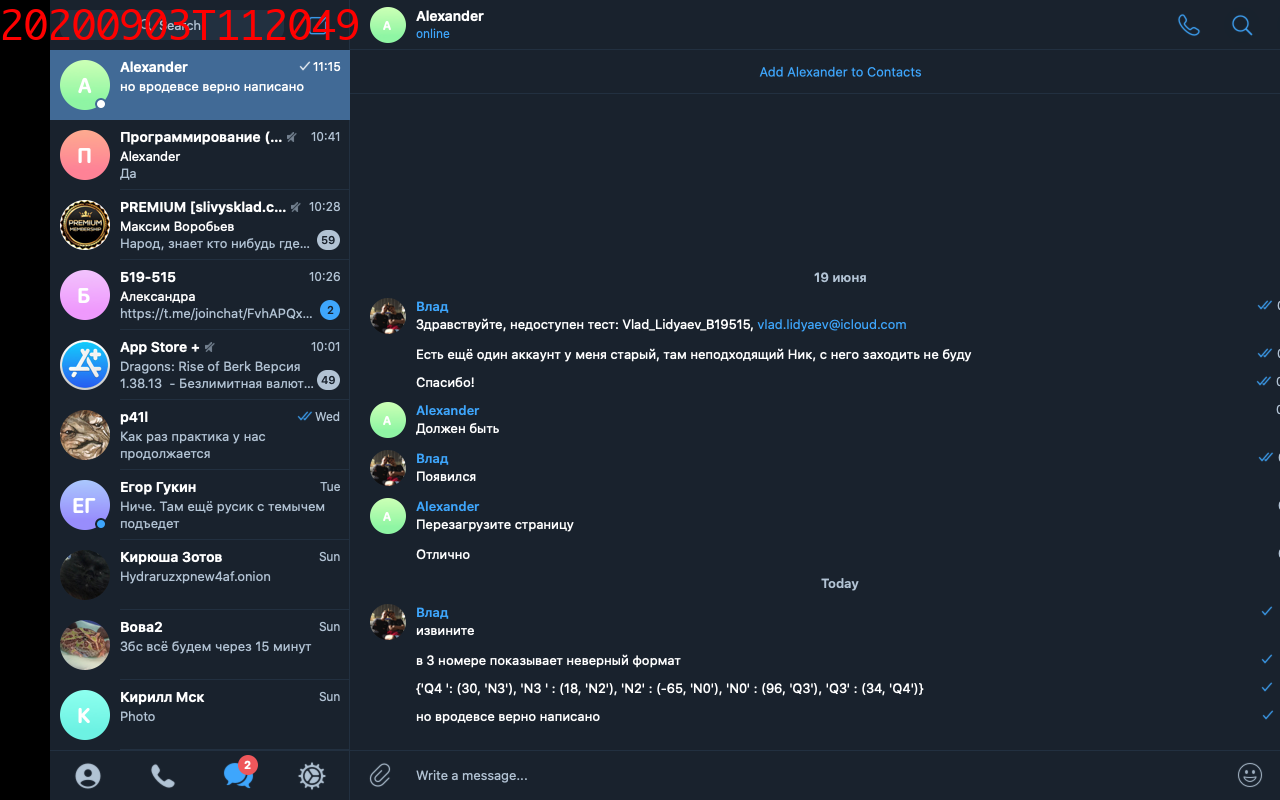 20200903T112049
Search
Alexander
11:15
но вродевсе верно написано
П
Программирование (...
10:41
Alexander
Да
PREMIUM
MEMBERSHIP
PREMIUM [slivysklad.c...
10:28
Максим Воробьев
Народ, знает кто нибудь где...
59
Б
Б19-515
10:26
Александра
https://t.me/joinchat/FvhAPQx...
2
App Store +
10:01
Dragons: Rise of Berk Версия
1.38.13 - Безлимитная валют...
49
p41l
Wed
Как раз практика у нас
продолжается
ЕГ
Егор Гукин
Tue
Ниче. Там ещё русик с темычем
подъедет
Кирюша Зотов
Sun
Hydraruzxpnew4af.onion
Вова2
Sun
Збс всё будем через 15 минут
К
Кирилл Мск
Sun
Photo
2
A
A
Alexander
online
Add Alexander to Contacts
19 июня
Влад
Здравствуйте, недоступен тест: Vlad_Lidyaev_B19515, vlad.lidyaev@icloud.com
Есть ещё один аккаунт у меня старый, там неподходящий Ник, с него заходить не буду
Спасибо!
A
Alexander
Должен быть
Влад
Появился
A
Alexander
Перезагрузите страницу
Отлично
Today
Влад
извините
в 3 номере показывает неверный формат
{'Q4 ': (30, 'N3'), 'N3 ' : (18, 'N2'), 'N2' : (-65, 'N0'), 'N0' : (96, 'Q3'), 'Q3' : (34, 'Q4')}
но вродевсе верно написано
Write a message...